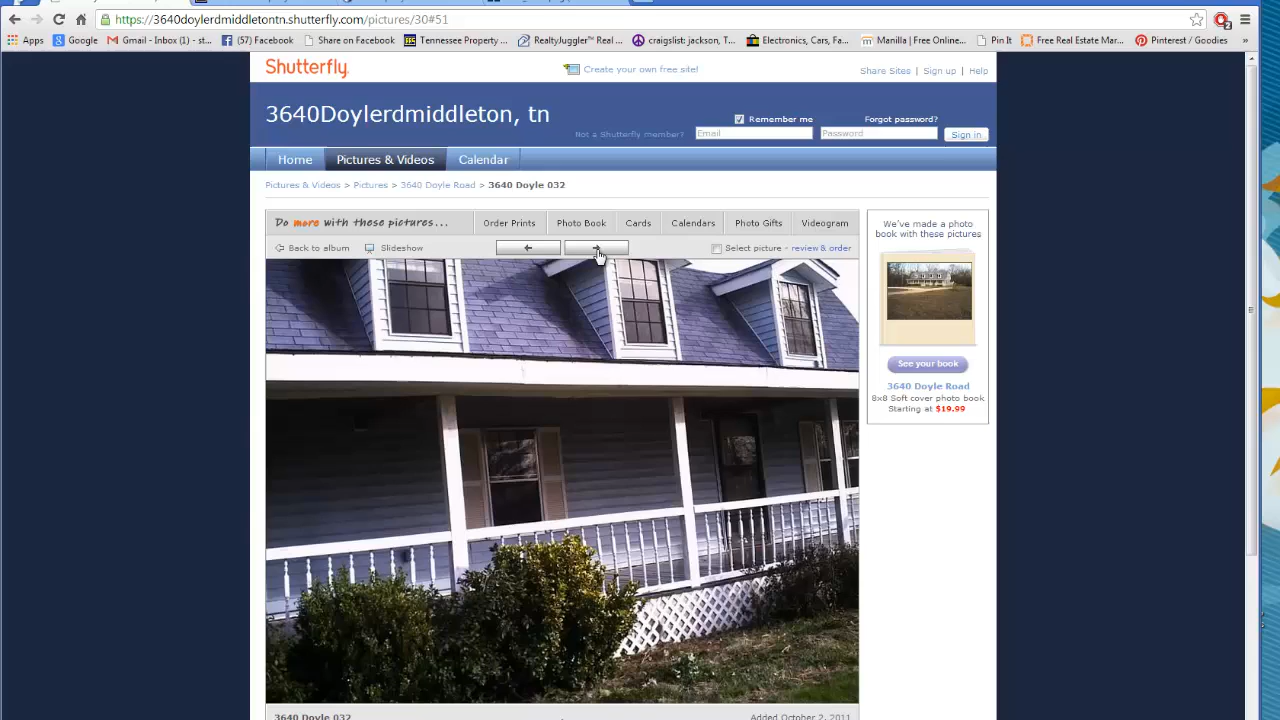 https://3640doylerdmiddletontn.shutterfly.com/pictures/30#51
Apps Google Gmail - Inbox (1) - st... (57) Facebook Share on Facebook Tennessee Property ... RealtyJuggler™ Real ... craigslist: jackson, T... Electronics, Cars, Fa... Manilla | Free Online... Pin It Free Real Estate Mar... Pinterest / Goodies »
Shutterfly.
Create your own free site!
Share Sites | Sign up | Help
3640Doylerdmiddleton, tn
Remember me Forgot password?
Not a Shutterfly member? Email Password Sign in
Home Pictures & Videos Calendar
Pictures & Videos > Pictures > 3640 Doyle Road > 3640 Doyle 032
Do more with these pictures... Order Prints Photo Book Cards Calendars Photo Gifts Videogram
Back to album Slideshow Select picture - review & order
We've made a photo
book with these pictures
See your book
3640 Doyle Road
8x8 Soft cover photo book
Starting at $19.99
3640 Doyle 032 Added October 2, 2011